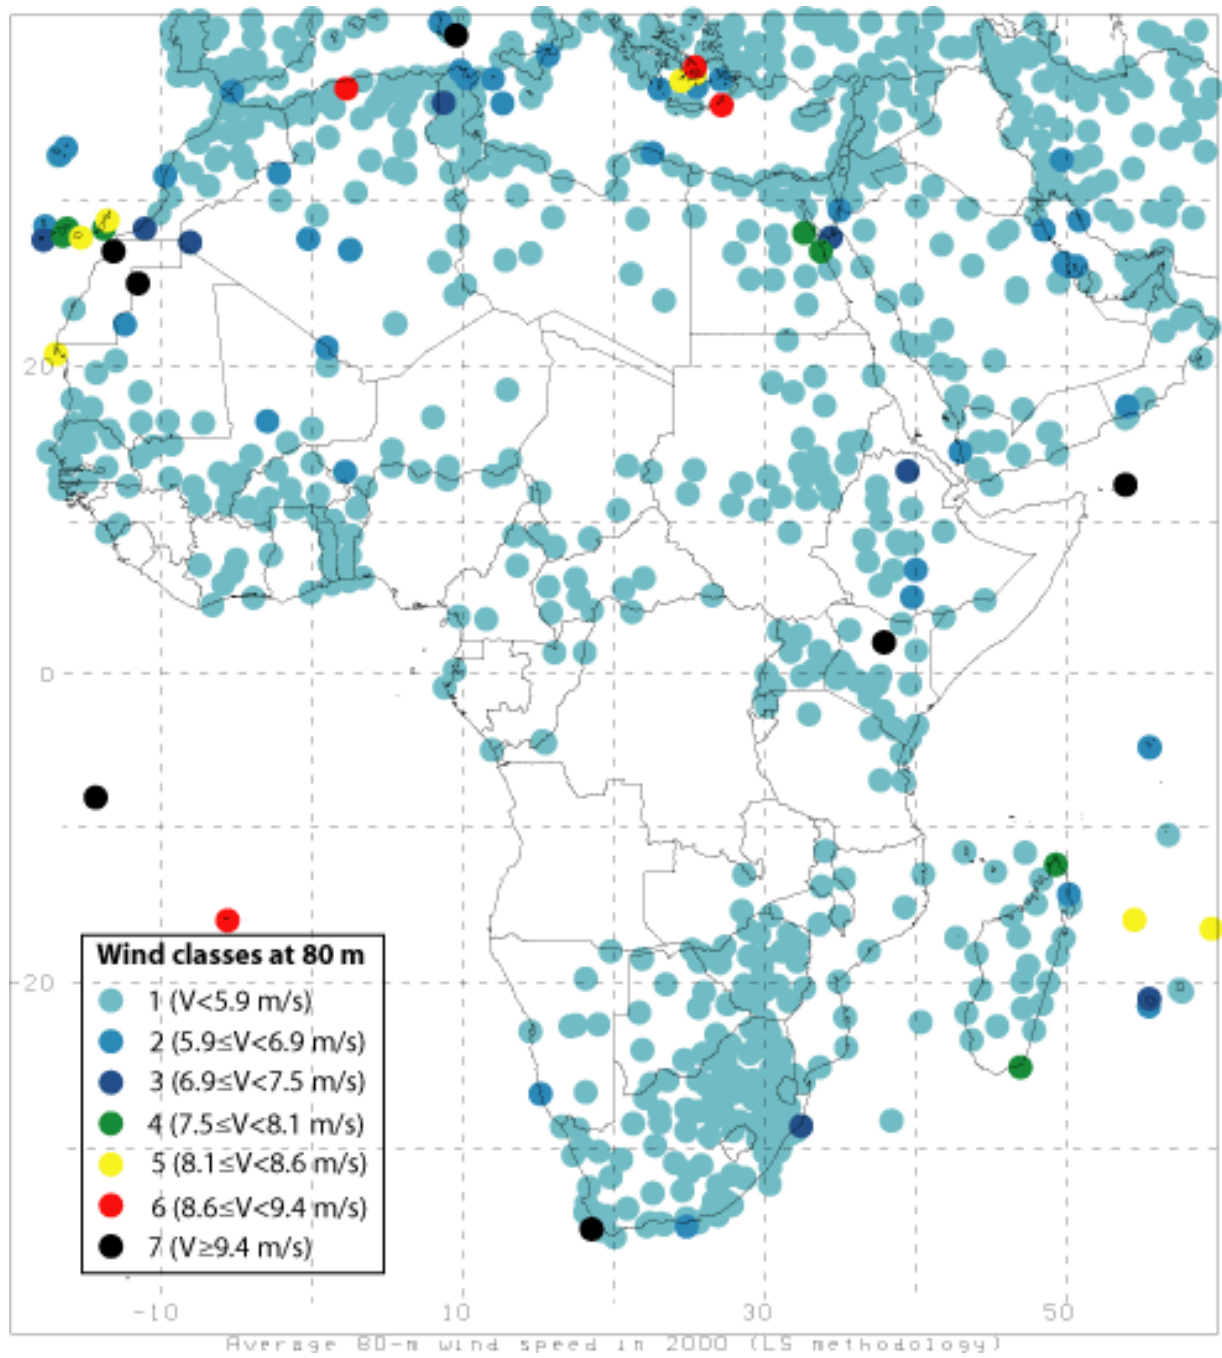 20
0
-20
Wind classes at 80 m
1 (V<5.9 m/s)
2 (5.9≤V<6.9 m/s)
3 (6.9≤V<7.5 m/s)
4 (7.5≤V<8.1 m/s)
5 (8.1≤V<8.6 m/s)
6 (8.6≤V<9.4 m/s)
7 (V≥9.4 m/s)
-10 10 30 50
Average 80-m wind speed in 2000 (LS methodology)